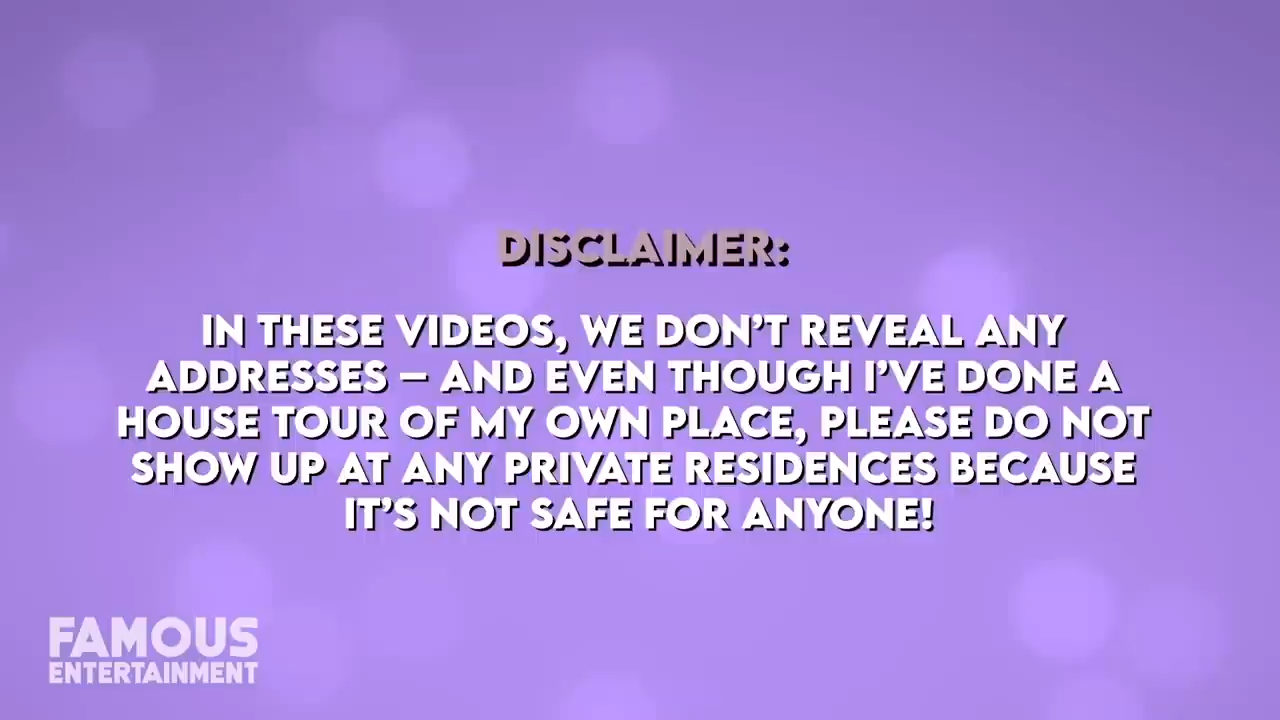 DISCLAIMER:
IN THESE VIDEOS, WE DON'T REVEAL ANY
ADDRESSES – AND EVEN THOUGH I'VE DONE A
HOUSE TOUR OF MY OWN PLACE, PLEASE DO NOT
SHOW UP AT ANY PRIVATE RESIDENCES BECAUSE
IT'S NOT SAFE FOR ANYONE!
FAMOUS
ENTERTAINMENT